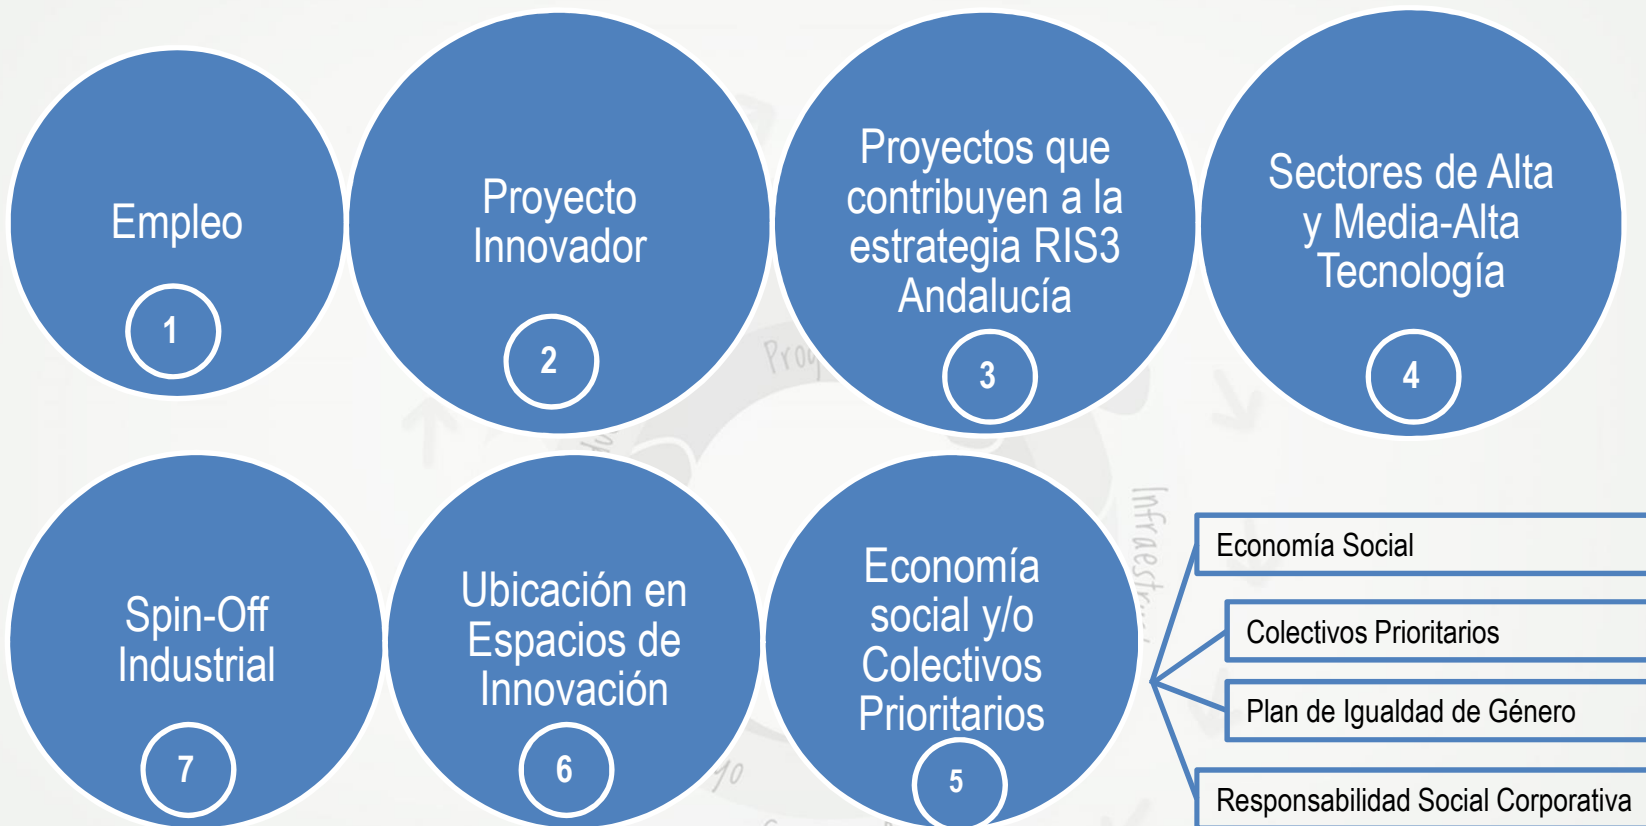 Empleo
1
Proyecto
Innovador
2
Proyectos que
contribuyen a la
estrategia RIS3
Andalucía
3
Sectores de Alta
y Media-Alta
Tecnología
4
Spin-Off
Industrial
7
Ubicación en
Espacios de
Innovación
6
Economía
social y/o
Colectivos
Prioritarios
5
Economía Social
Colectivos Prioritarios
Plan de Igualdad de Género
Responsabilidad Social Corporativa